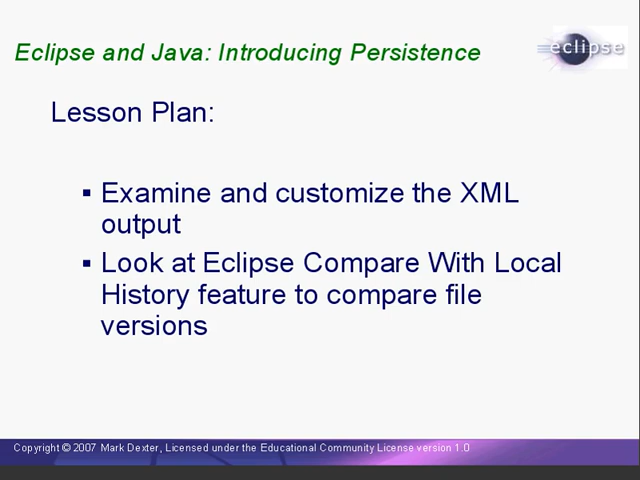 Eclipse and Java: Introducing Persistence
eclipse
Lesson Plan:
▪ Examine and customize the XML
output
▪ Look at Eclipse Compare With Local
History feature to compare file
versions
Copyright © 2007 Mark Dexter, Licensed under the Educational Community License version 1.0